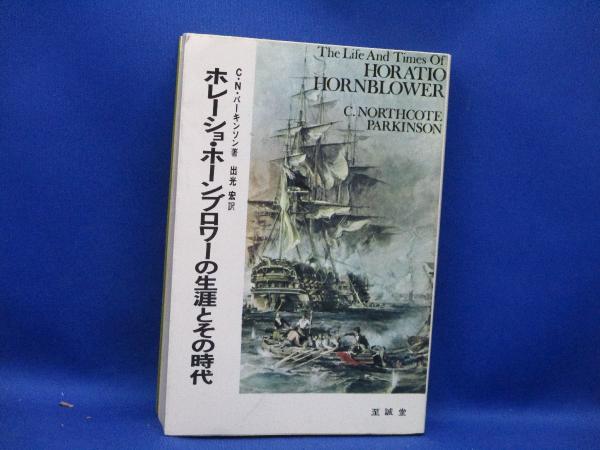 The Life And Times Of
HORATIO
HORNBLOWER
C. NORTHCOTE
PARKINSON
C・N・パーキンソン著 出光 宏訳
ホレーショ・ホーンブロワーの生涯とその時代
至誠堂